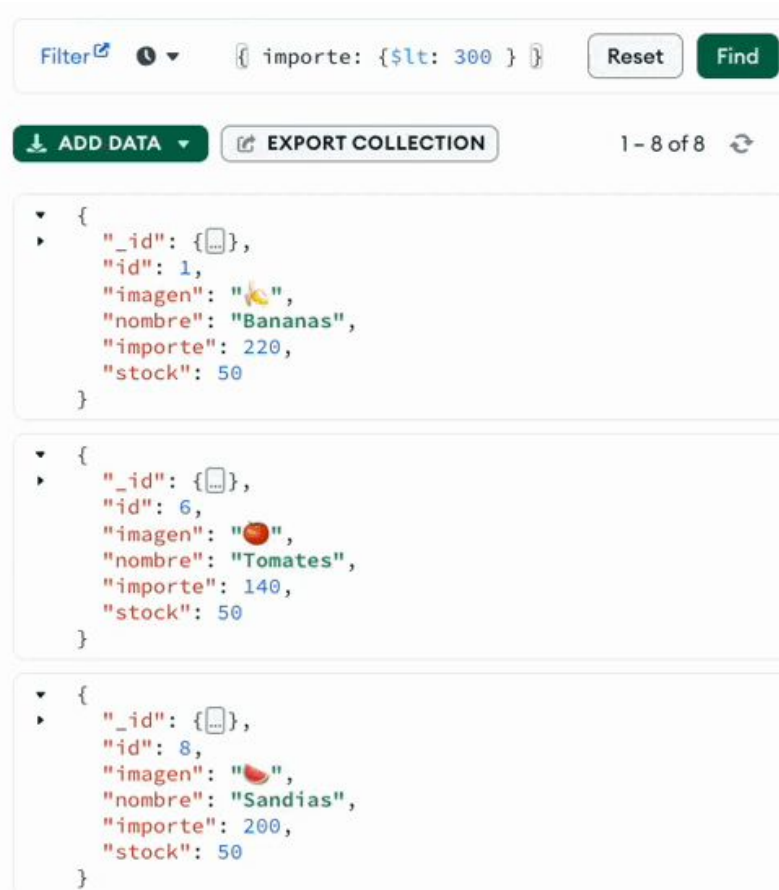 Filter { importe: {$lt: 300 } } Reset Find
ADD DATA EXPORT COLLECTION 1 – 8 of 8
{
"_id": {...},
"id": 1,
"imagen": "🍌",
"nombre": "Bananas",
"importe": 220,
"stock": 50
}
{
"_id": {...},
"id": 6,
"imagen": "🍅",
"nombre": "Tomates",
"importe": 140,
"stock": 50
}
{
"_id": {...},
"id": 8,
"imagen": "🍉",
"nombre": "Sandias",
"importe": 200,
"stock": 50
}